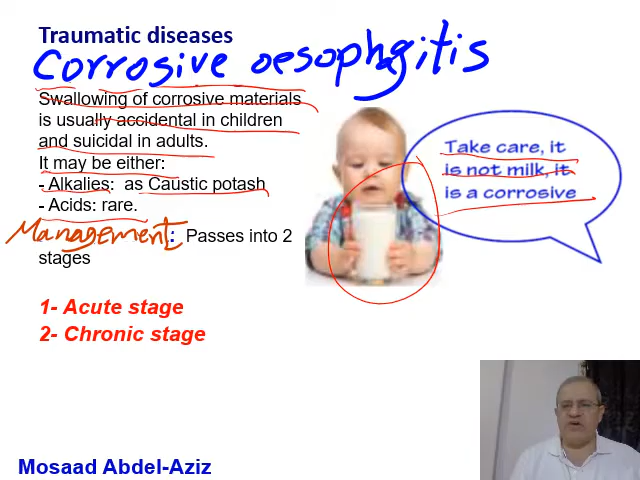 Traumatic diseases
Corrosive oesophagitis
Swallowing of corrosive materials
is usually accidental in children
and suicidal in adults.
It may be either:
- Alkalies: as Caustic potash
- Acids: rare.
Management: Passes into 2
stages
1- Acute stage
2- Chronic stage
Take care, it
is not milk, it
is a corrosive
Mosaad Abdel-Aziz